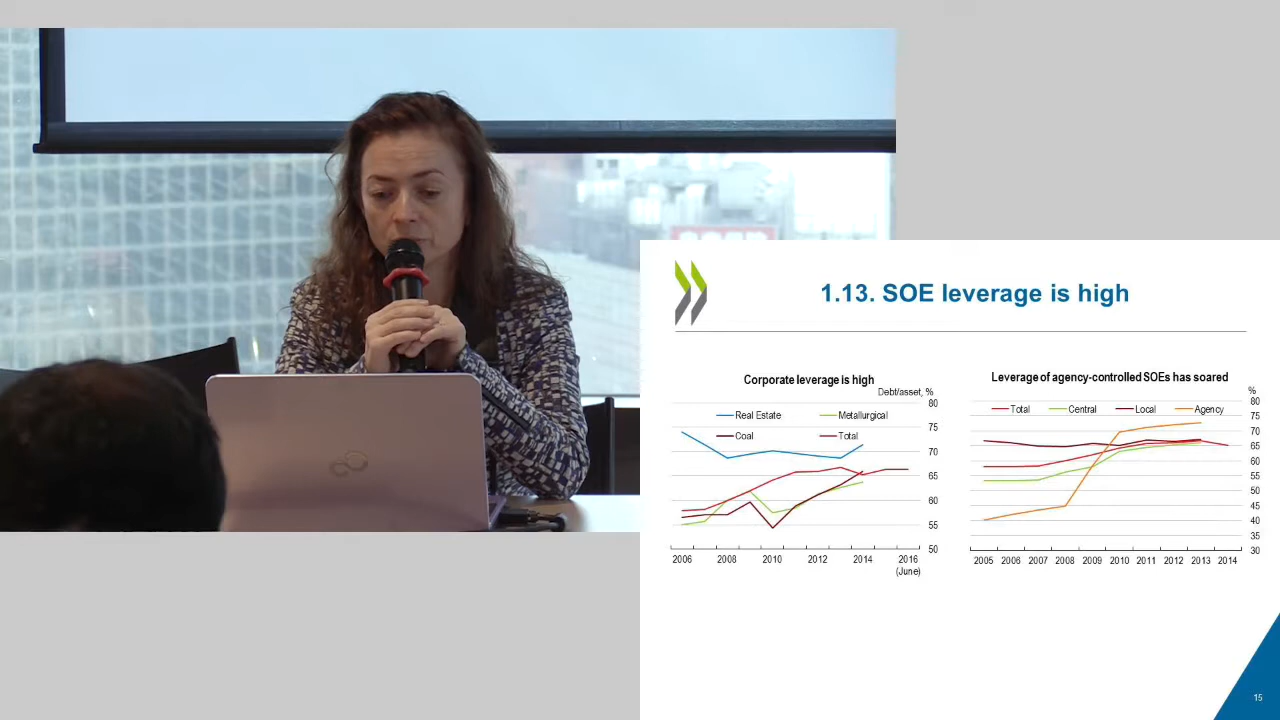 1.13. SOE leverage is high
Corporate leverage is high
Debt/asset, %
Real Estate
Metallurgical
Coal
Total
80
75
70
65
60
55
50
2006
2008
2010
2012
2014
2016
(June)
Leverage of agency-controlled SOEs has soared
%
Total
Central
Local
Agency
80
75
70
65
60
55
50
45
40
35
30
2005
2006
2007
2008
2009
2010
2011
2012
2013
2014
15